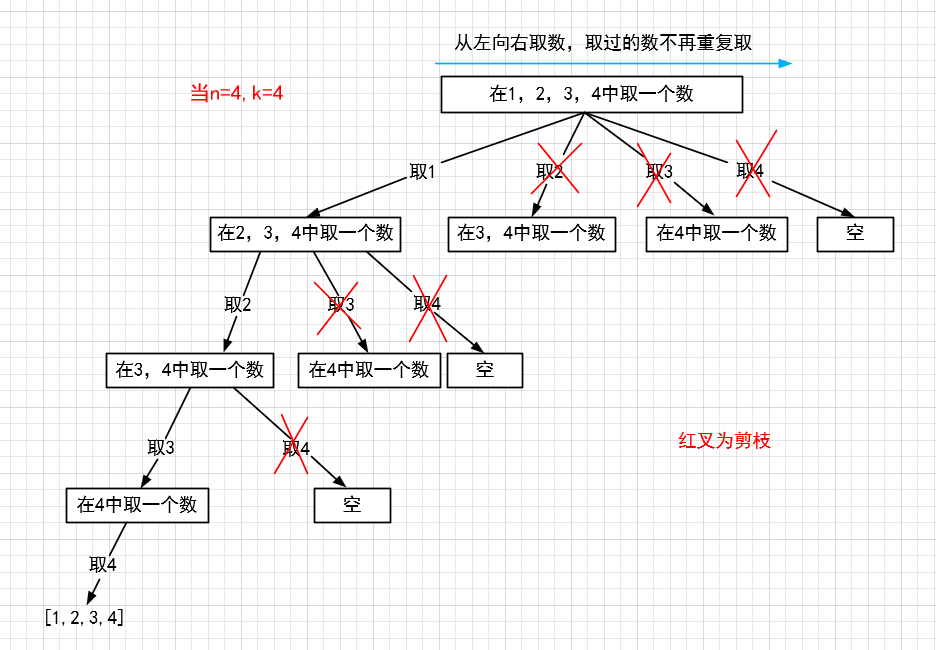 从左向右取数，取过的数不再重复取
当n=4,k=4
在1，2，3，4中取一个数
取1
取2
取3
取4
在2，3，4中取一个数
在3，4中取一个数
在4中取一个数
空
取2
取3
取4
在3，4中取一个数
在4中取一个数
空
红叉为剪枝
取3
取4
在4中取一个数
空
取4
[1,2,3,4]